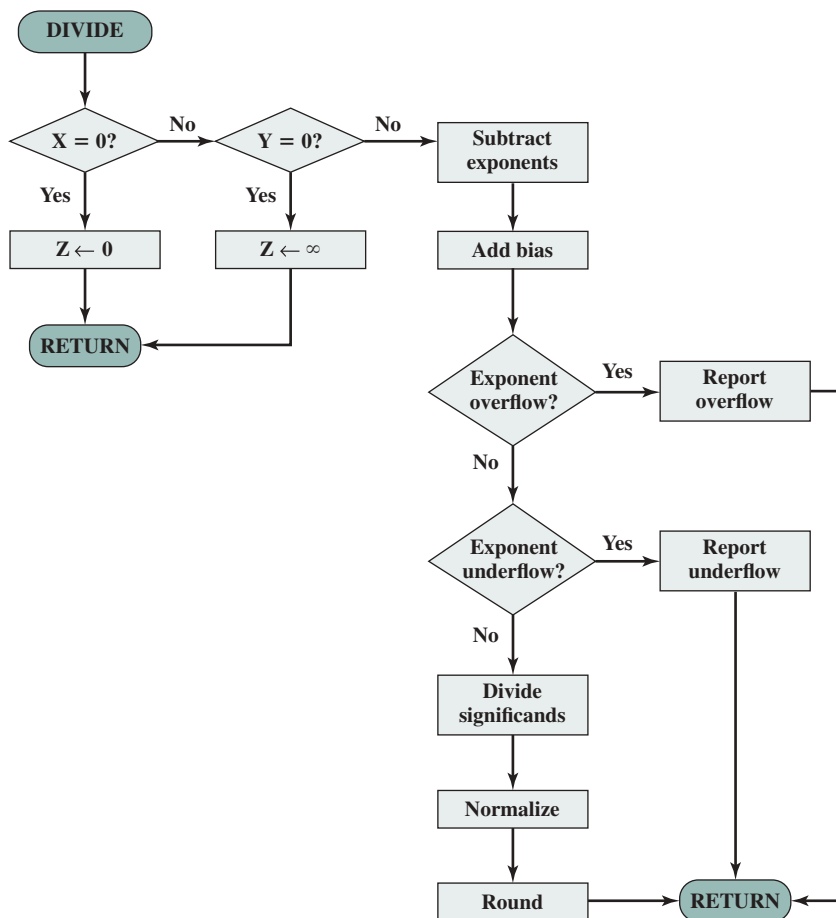 DIVIDE
X = 0?
No
Y = 0?
No
Subtract
exponents
Yes
Yes
Z ← 0
Z ← ∞
Add bias
RETURN
Exponent
overflow?
Yes
Report
overflow
No
Exponent
underflow?
Yes
Report
underflow
No
Divide
significands
Normalize
Round
RETURN